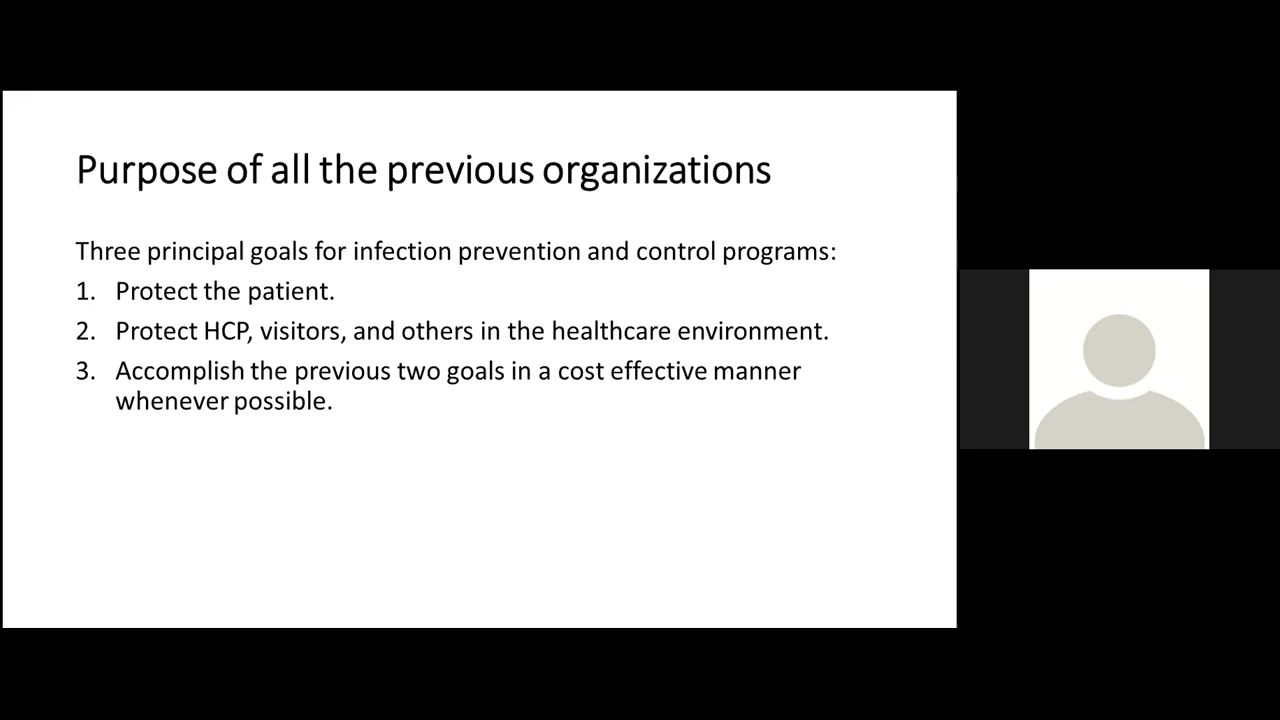 Purpose of all the previous organizations
Three principal goals for infection prevention and control programs:
1. Protect the patient.
2. Protect HCP, visitors, and others in the healthcare environment.
3. Accomplish the previous two goals in a cost effective manner
whenever possible.